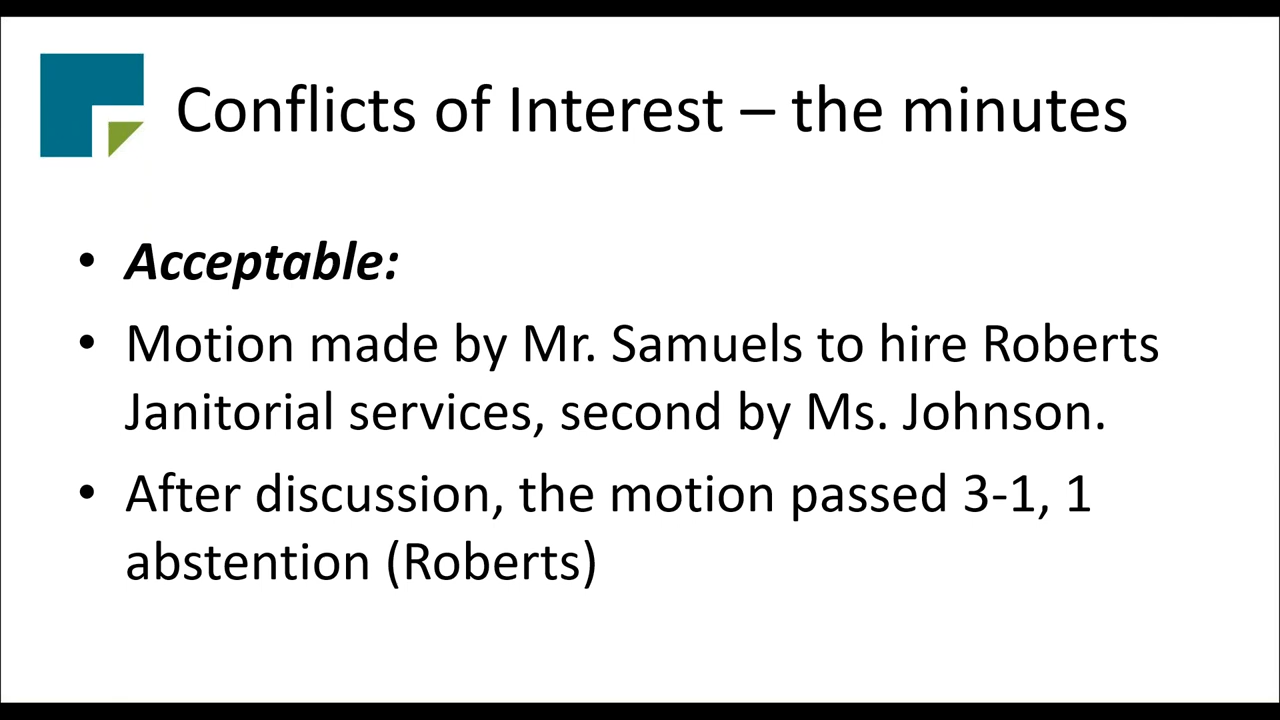 Conflicts of Interest – the minutes
• Acceptable:
• Motion made by Mr. Samuels to hire Roberts
Janitorial services, second by Ms. Johnson.
• After discussion, the motion passed 3-1, 1
abstention (Roberts)